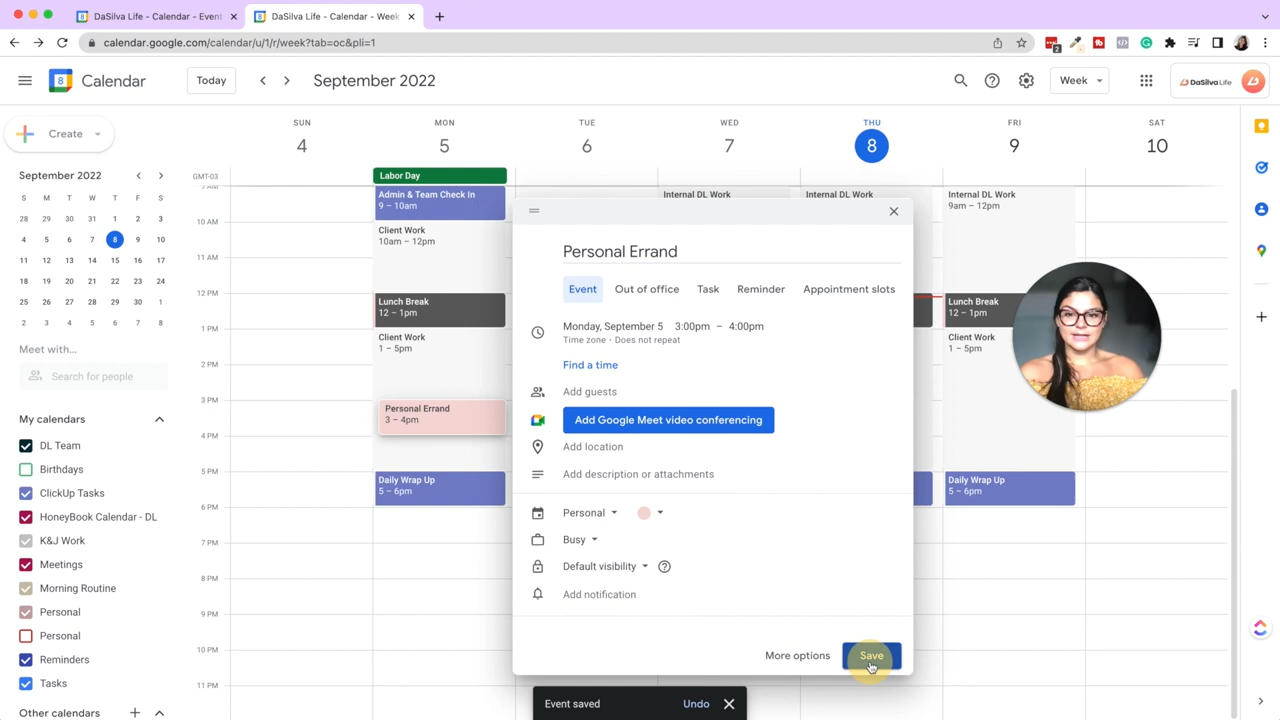 DaSilva Life - Calendar - Event
DaSilva Life - Calendar - Week
calendar.google.com/calendar/u/1/r/week?tab=oc&pli=1
2
8
Calendar
Today
September 2022
Week
DaSilva Life
Create
SUN
MON
TUE
WED
THU
FRI
SAT
4
5
6
7
8
9
10
September 2022
S M T W T F S
28 29 30 31 1 2 3
4 5 6 7 8 9 10
11 12 13 14 15 16 17
18 19 20 21 22 23 24
25 26 27 28 29 30 1
2 3 4 5 6 7 8
Meet with...
Search for people
My calendars
DL Team
Birthdays
ClickUp Tasks
HoneyBook Calendar - DL
K&J Work
Meetings
Morning Routine
Personal
Personal
Reminders
Tasks
Other calendars
GMT-03
10 AM
11 AM
12 PM
1 PM
2 PM
3 PM
4 PM
5 PM
6 PM
7 PM
8 PM
9 PM
10 PM
11 PM
Labor Day
Admin & Team Check In
9 – 10am
Client Work
10am – 12pm
Lunch Break
12 – 1pm
Client Work
1 – 5pm
Personal Errand
3 – 4pm
Daily Wrap Up
5 – 6pm
Internal DL Work
Internal DL Work
Internal DL Work
9am – 12pm
Lunch Break
12 – 1pm
Client Work
1 – 5pm
Daily Wrap Up
5 – 6pm
Personal Errand
Event
Out of office
Task
Reminder
Appointment slots
Monday, September 5 3:00pm – 4:00pm
Time zone · Does not repeat
Find a time
Add guests
Add Google Meet video conferencing
Add location
Add description or attachments
Personal
Busy
Default visibility
Add notification
More options
Save
Event saved
Undo